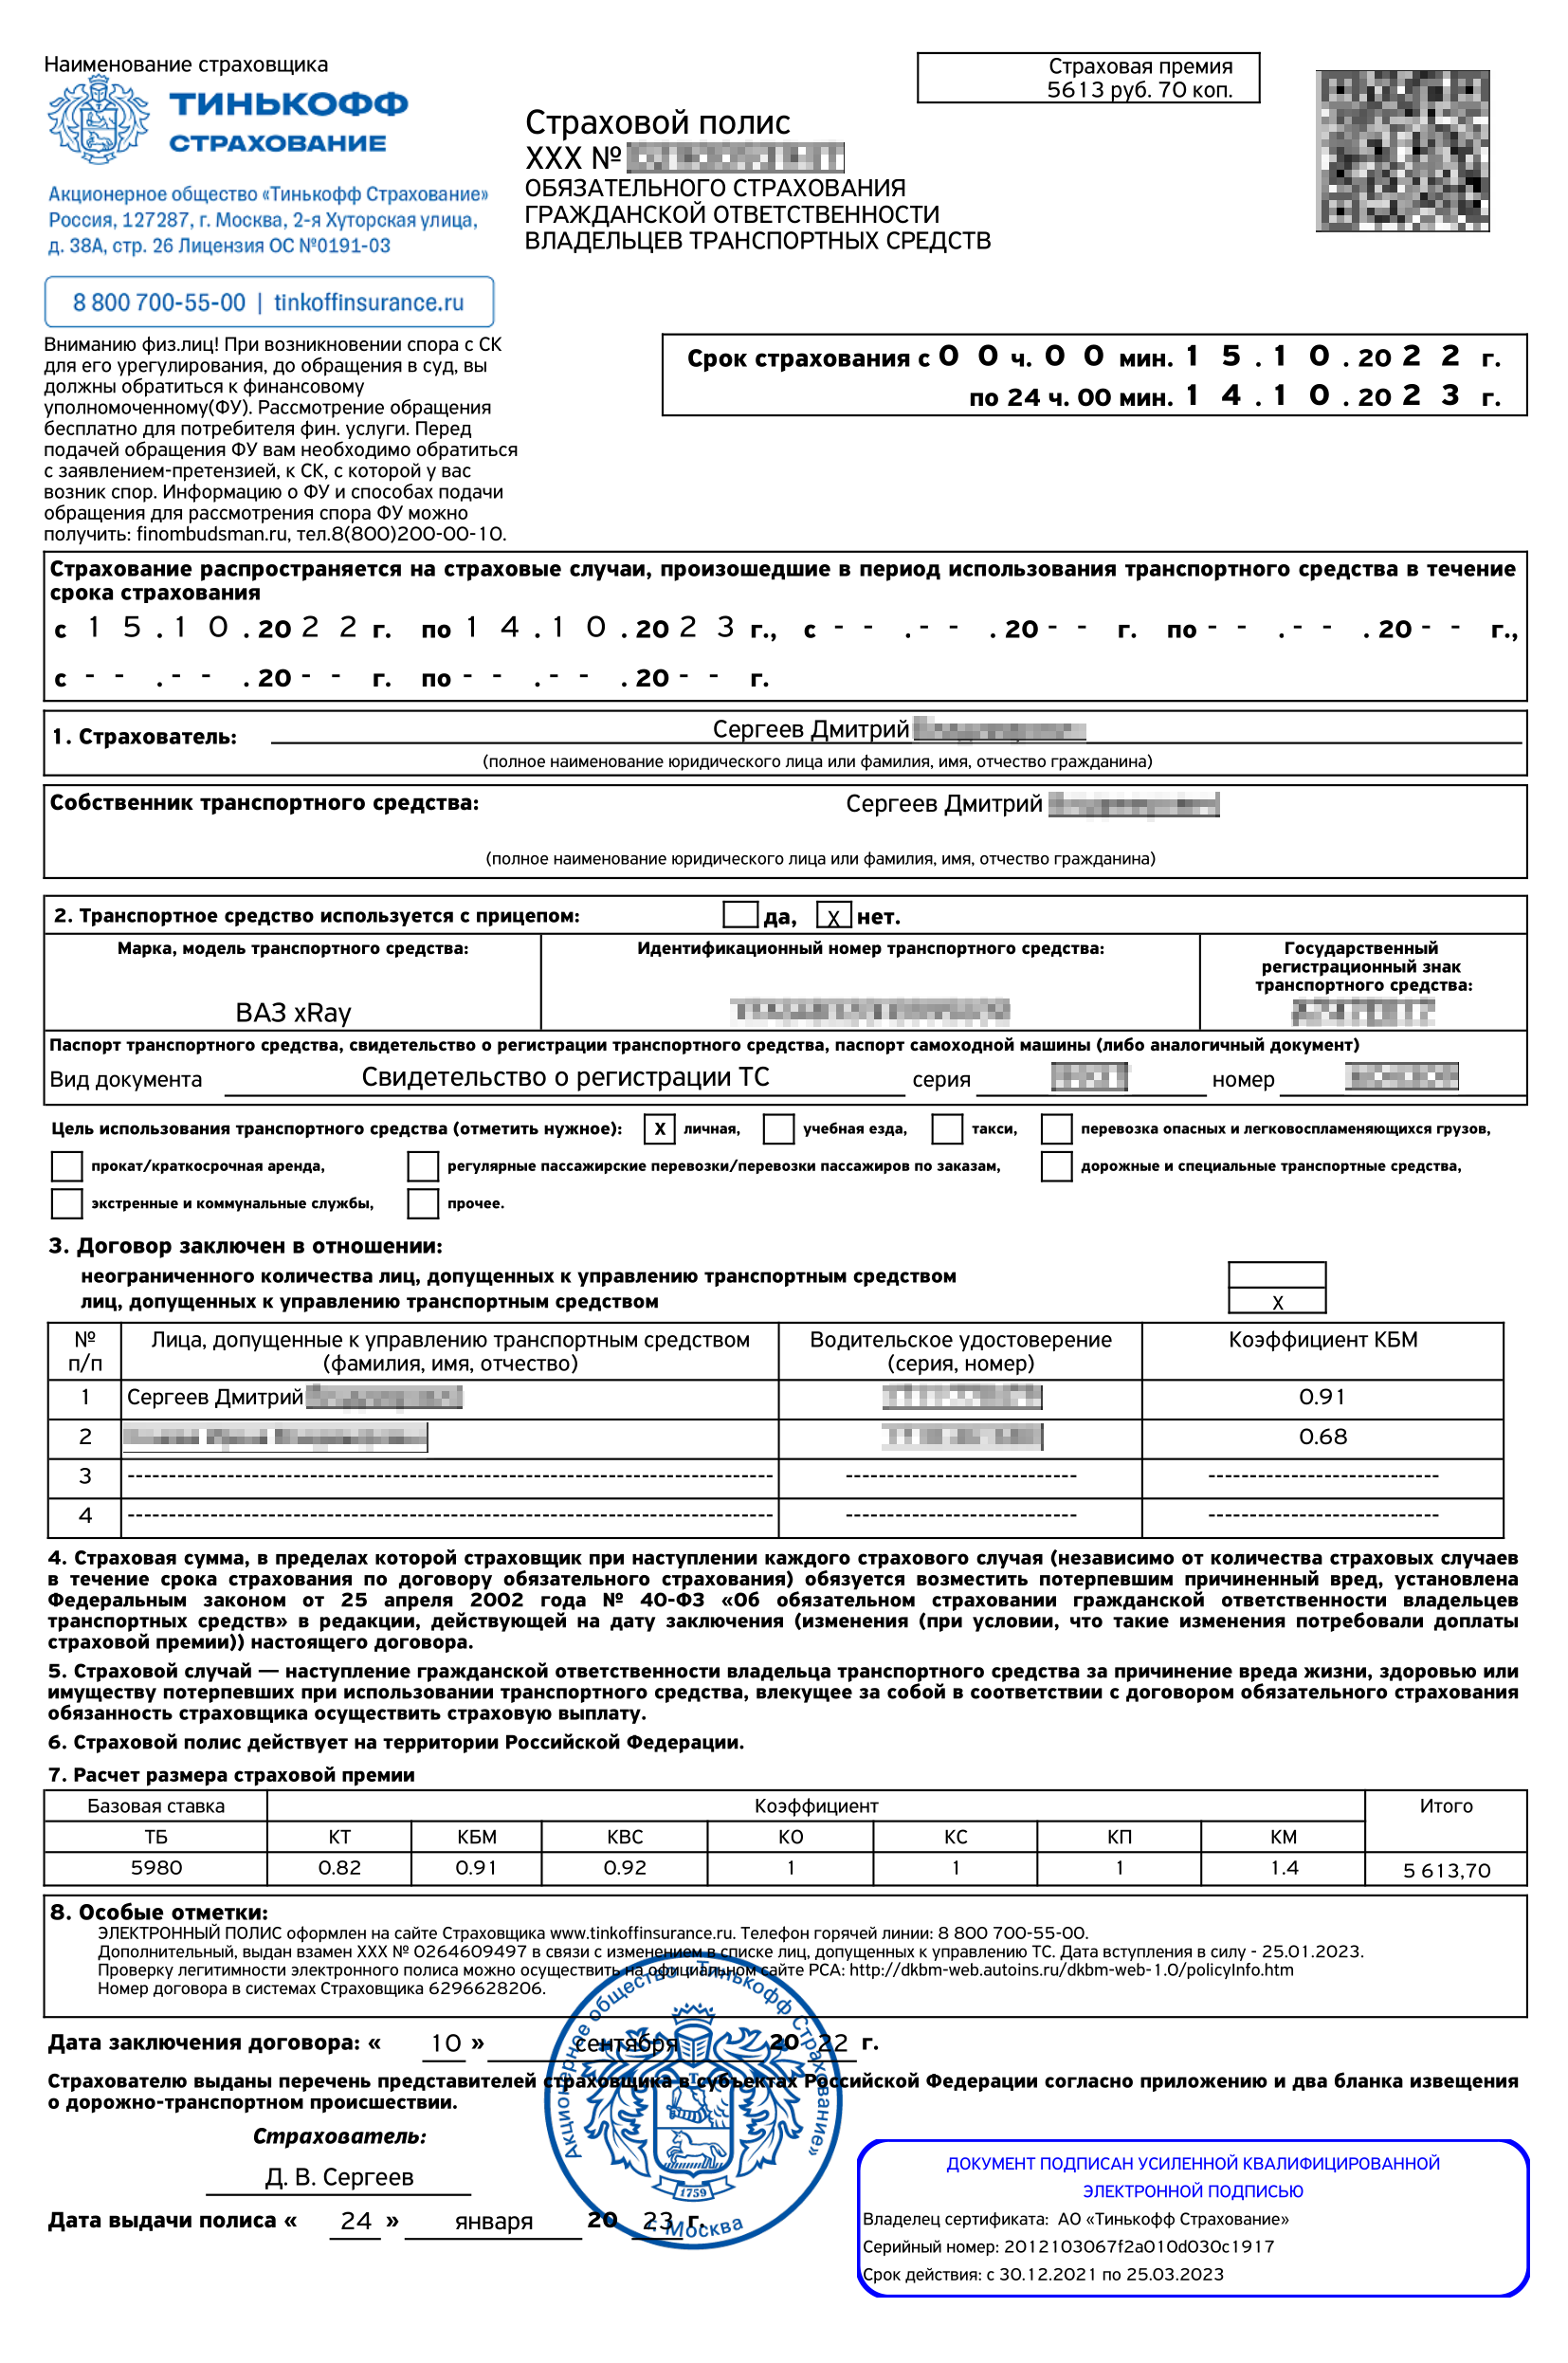 Наименование страховщика
ТИНЬКОФФ
СТРАХОВАНИЕ
Акционерное общество «Тинькофф Страхование»
Россия, 127287, г. Москва, 2-я Хуторская улица,
д. 38А, стр. 26 Лицензия ОС №0191-03
8 800 700-55-00 | tinkoffinsurance.ru
Страховая премия
5613 руб. 70 коп.
Страховой полис
ХХХ №
ОБЯЗАТЕЛЬНОГО СТРАХОВАНИЯ
ГРАЖДАНСКОЙ ОТВЕТСТВЕННОСТИ
ВЛАДЕЛЬЦЕВ ТРАНСПОРТНЫХ СРЕДСТВ
Вниманию физ.лиц! При возникновении спора с СК
для его урегулирования, до обращения в суд, вы
должны обратиться к финансовому
уполномоченному(ФУ). Рассмотрение обращения
бесплатно для потребителя фин. услуги. Перед
подачей обращения ФУ вам необходимо обратиться
с заявлением-претензией, к СК, с которой у вас
возник спор. Информацию о ФУ и способах подачи
обращения для рассмотрения спора ФУ можно
получить: finombudsman.ru, тел.8(800)200-00-10.
Срок страхования с 0 0 ч. 0 0 мин. 1 5 . 1 0 . 20 2 2 г.
по 24 ч. 00 мин. 1 4 . 1 0 . 20 2 3 г.
Страхование распространяется на страховые случаи, произошедшие в период использования транспортного средства в течение
срока страхования
с 1 5 . 1 0 . 20 2 2 г. по 1 4 . 1 0 . 20 2 3 г., с - - . - - . 20 - - г. по - - . - - . 20 - - г.,
с - - . - - . 20 - - г. по - - . - - . 20 - - г.
1. Страхователь: Сергеев Дмитрий
(полное наименование юридического лица или фамилия, имя, отчество гражданина)
Собственник транспортного средства: Сергеев Дмитрий
(полное наименование юридического лица или фамилия, имя, отчество гражданина)
2. Транспортное средство используется с прицепом: да, X нет.
Марка, модель транспортного средства: Идентификационный номер транспортного средства: Государственный
регистрационный знак
транспортного средства:
ВАЗ xRay
Паспорт транспортного средства, свидетельство о регистрации транспортного средства, паспорт самоходной машины (либо аналогичный документ)
Вид документа Свидетельство о регистрации ТС серия номер
Цель использования транспортного средства (отметить нужное): X личная, учебная езда, такси, перевозка опасных и легковоспламеняющихся грузов,
прокат/краткосрочная аренда, регулярные пассажирские перевозки/перевозки пассажиров по заказам, дорожные и специальные транспортные средства,
экстренные и коммунальные службы, прочее.
3. Договор заключен в отношении:
неограниченного количества лиц, допущенных к управлению транспортным средством
лиц, допущенных к управлению транспортным средством X
№ Лица, допущенные к управлению транспортным средством Водительское удостоверение Коэффициент КБМ
п/п (фамилия, имя, отчество) (серия, номер)
1 Сергеев Дмитрий 0.91
2 0.68
3 ------------------------------------------------------------------------------- ---------------------------- ----------------------------
4 ------------------------------------------------------------------------------- ---------------------------- ----------------------------
4. Страховая сумма, в пределах которой страховщик при наступлении каждого страхового случая (независимо от количества страховых случаев
в течение срока страхования по договору обязательного страхования) обязуется возместить потерпевшим причиненный вред, установлена
Федеральным законом от 25 апреля 2002 года № 40-ФЗ «Об обязательном страховании гражданской ответственности владельцев
транспортных средств» в редакции, действующей на дату заключения (изменения (при условии, что такие изменения потребовали доплаты
страховой премии)) настоящего договора.
5. Страховой случай — наступление гражданской ответственности владельца транспортного средства за причинение вреда жизни, здоровью или
имуществу потерпевших при использовании транспортного средства, влекущее за собой в соответствии с договором обязательного страхования
обязанность страховщика осуществить страховую выплату.
6. Страховой полис действует на территории Российской Федерации.
7. Расчет размера страховой премии
Базовая ставка Коэффициент Итого
ТБ КТ КБМ КВС КО КС КП КМ
5980 0.82 0.91 0.92 1 1 1 1.4 5 613,70
8. Особые отметки:
ЭЛЕКТРОННЫЙ ПОЛИС оформлен на сайте Страховщика www.tinkoffinsurance.ru. Телефон горячей линии: 8 800 700-55-00.
Дополнительный, выдан взамен ХХХ № 0264609497 в связи с изменением в списке лиц, допущенных к управлению ТС. Дата вступления в силу - 25.01.2023.
Проверку легитимности электронного полиса можно осуществить на официальном сайте РСА: http://dkbm-web.autoins.ru/dkbm-web-1.0/policyInfo.htm
Номер договора в системах Страховщика 6296628206.
Дата заключения договора: « 10 » сентября 20 22 г.
Страхователю выданы перечень представителей страховщика в субъектах Российской Федерации согласно приложению и два бланка извещения
о дорожно-транспортном происшествии.
Страхователь:
Д. В. Сергеев
Дата выдачи полиса « 24 » января 20 23 г.
Акционерное общество «Тинькофф Страхование»
Т
1759
г. Москва
ДОКУМЕНТ ПОДПИСАН УСИЛЕННОЙ КВАЛИФИЦИРОВАННОЙ
ЭЛЕКТРОННОЙ ПОДПИСЬЮ
Владелец сертификата: АО «Тинькофф Страхование»
Серийный номер: 2012103067f2a010d030c1917
Срок действия: с 30.12.2021 по 25.03.2023